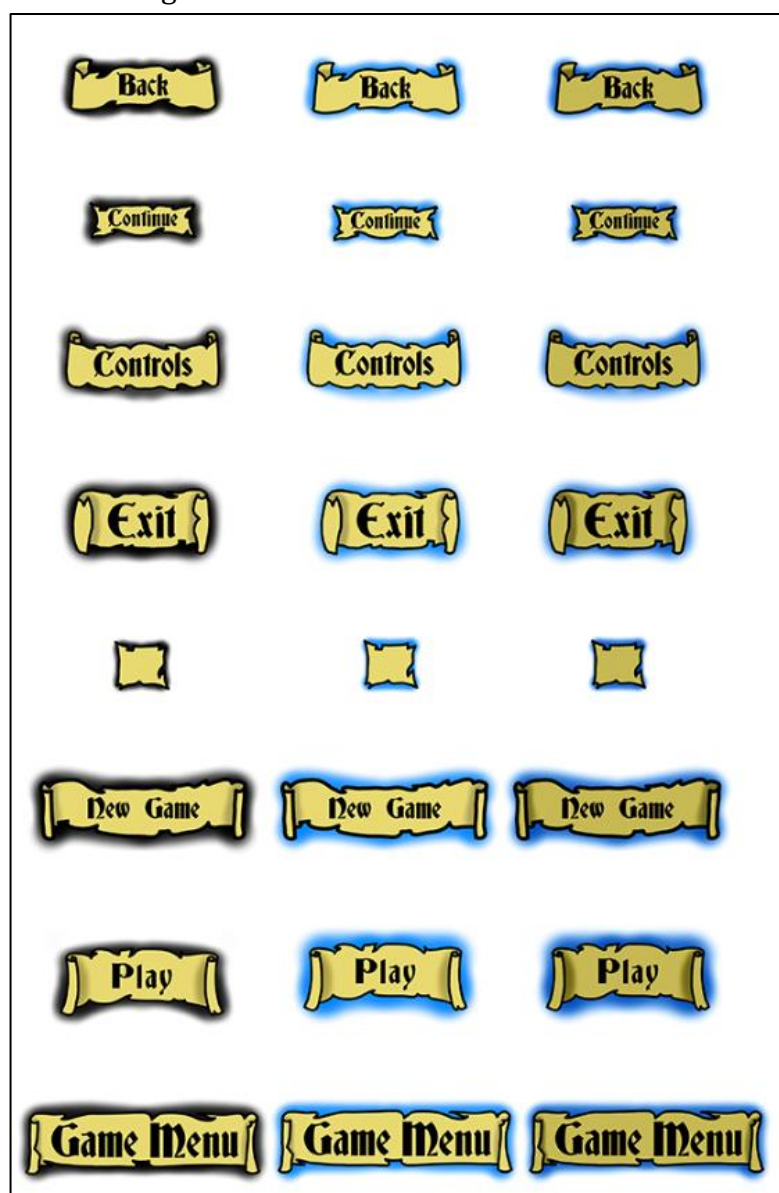 Back Back Back
Continue Continue Continue
Controls Controls Controls
Exit Exit Exit
New Game New Game New Game
Play Play Play
Game Menu Game Menu Game Menu